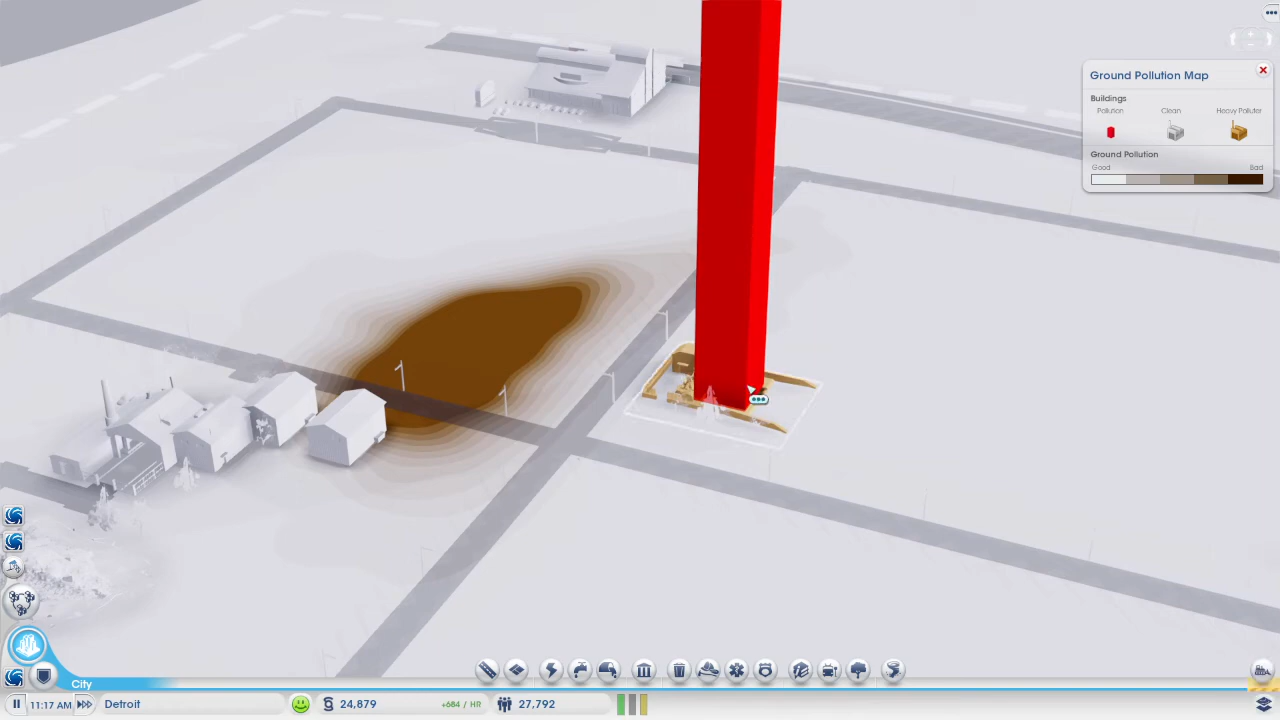 Ground Pollution Map
Buildings
Pollution Clean Heavy Polluter
Ground Pollution
Good Bad
City
11:17 AM Detroit 24,879 +684 / HR 27,792